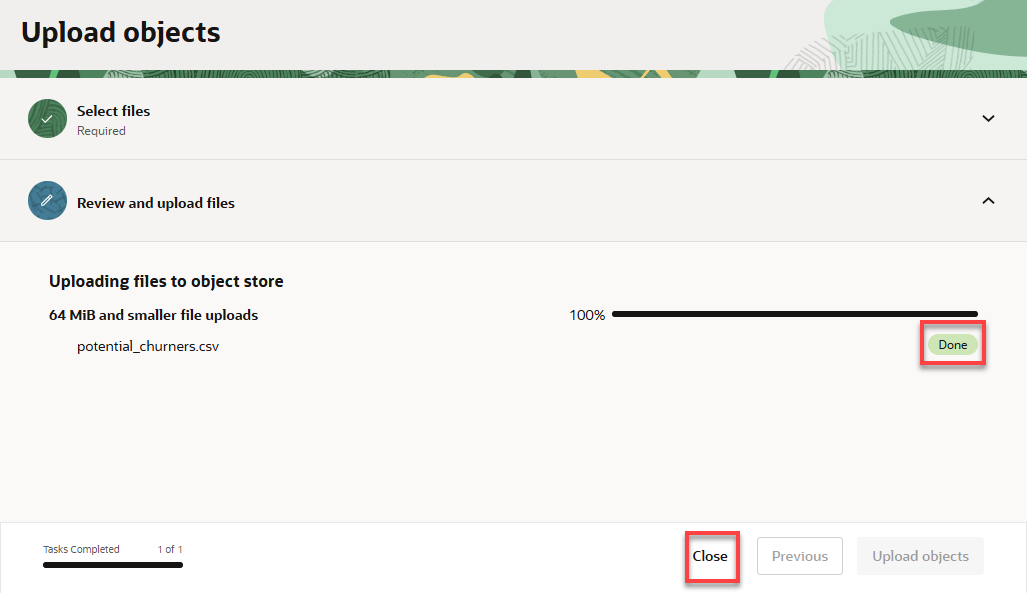 Upload objects
Select files
Required
Review and upload files
Uploading files to object store
64 MiB and smaller file uploads 100%
potential_churners.csv Done
Tasks Completed 1 of 1
Close Previous Upload objects